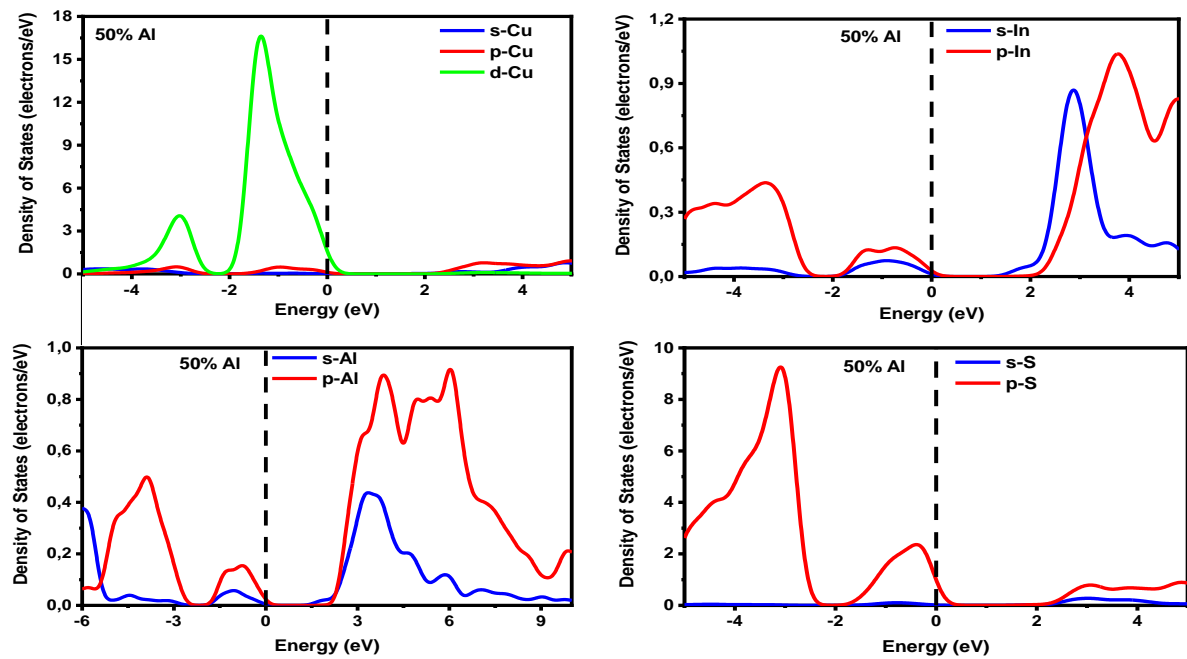 Density of States (electrons/eV)
18
15
12
9
6
3
0
50% Al
s-Cu
p-Cu
d-Cu
-4
-2
0
2
4
Energy (eV)
Density of States (electrons/eV)
1,2
0,9
0,6
0,3
0,0
50% Al
s-In
p-In
-4
-2
0
2
4
Energy (eV)
Density of States (electrons/eV)
1,0
0,8
0,6
0,4
0,2
0,0
50% Al
s-Al
p-Al
-6
-3
0
3
6
9
Energy (eV)
Density of States (electrons/eV)
10
8
6
4
2
0
50% Al
s-S
p-S
-4
-2
0
2
4
Energy (eV)